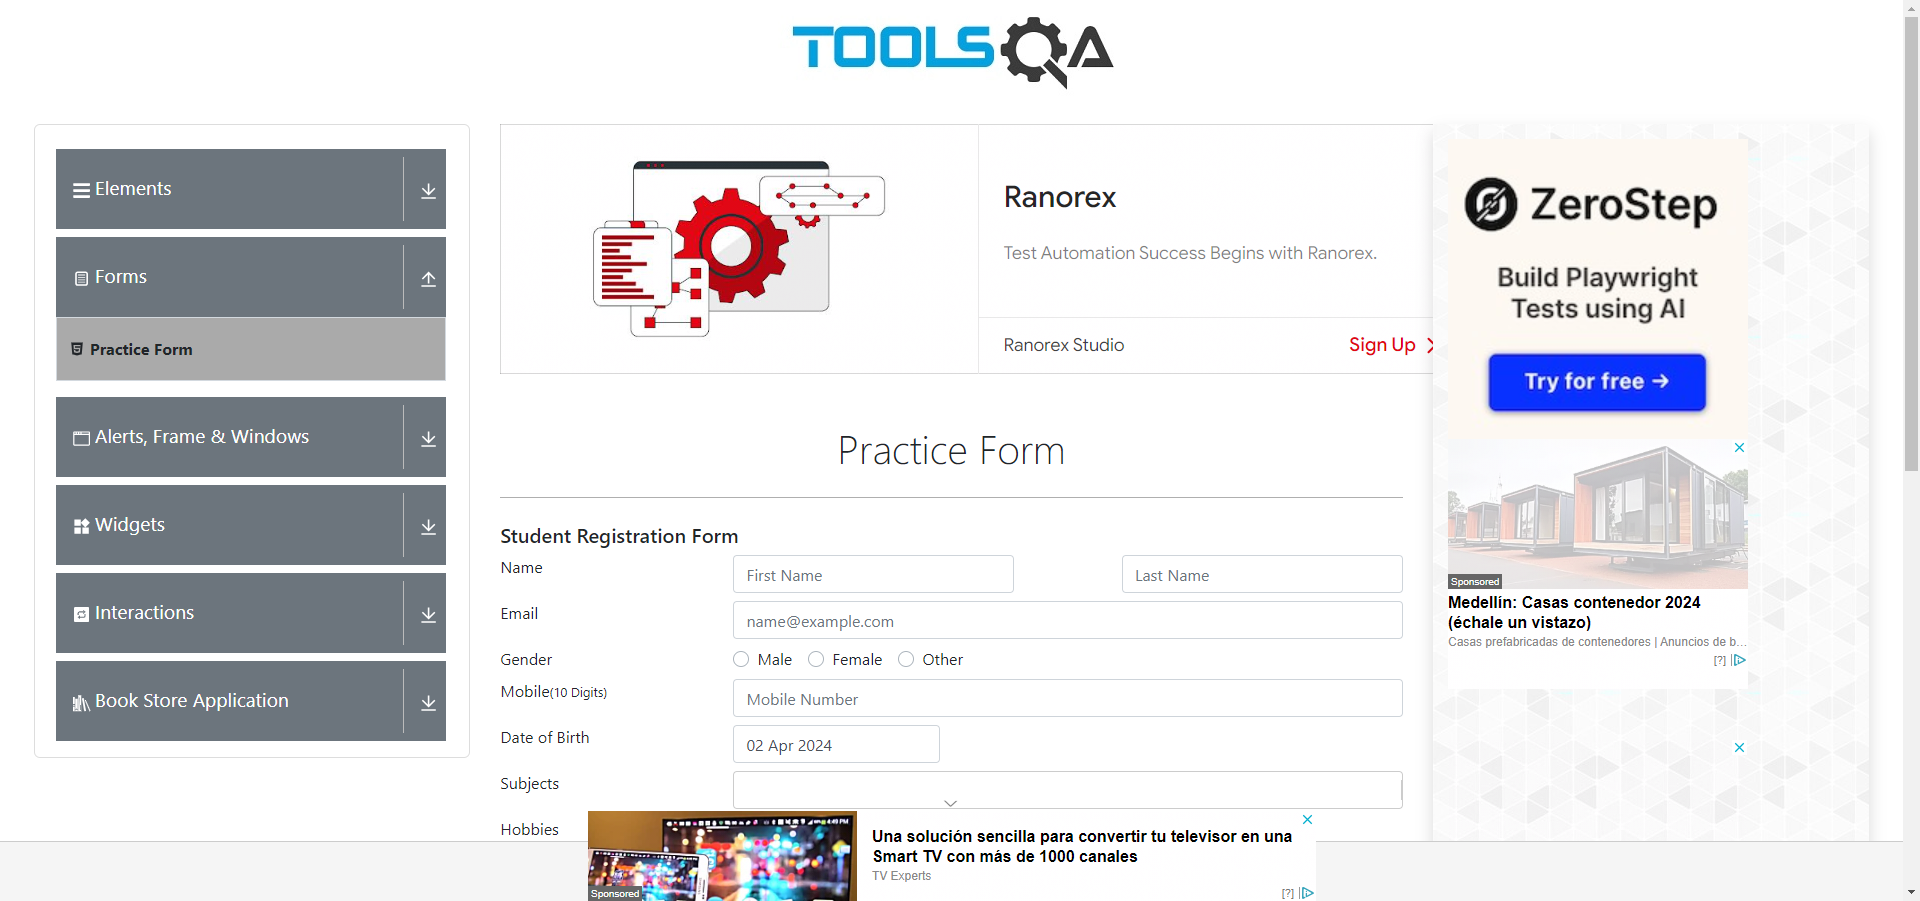 TOOLSQA
Elements
Forms
Practice Form
Alerts, Frame & Windows
Widgets
Interactions
Book Store Application
Ranorex
Test Automation Success Begins with Ranorex.
Ranorex Studio
Sign Up
Practice Form
Student Registration Form
Name
First Name
Last Name
Email
name@example.com
Gender
Male
Female
Other
Mobile(10 Digits)
Mobile Number
Date of Birth
02 Apr 2024
Subjects
Hobbies
ZeroStep
Build Playwright
Tests using AI
Try for free →
Sponsored
Medellín: Casas contenedor 2024
(échale un vistazo)
Casas prefabricadas de contenedores | Anuncios de b...
[?]
Una solución sencilla para convertir tu televisor en una
Smart TV con más de 1000 canales
TV Experts
Sponsored
[?]